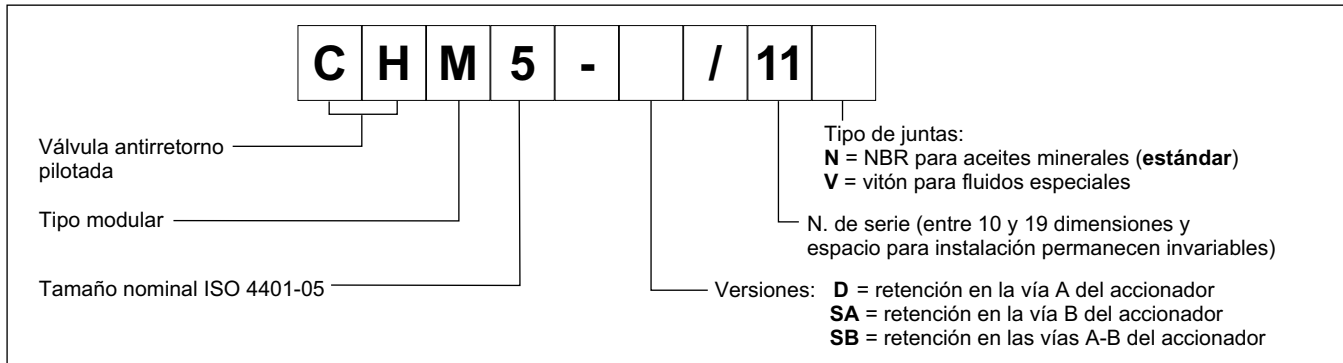 CHM5- /11
Válvula antirretorno
pilotada
Tipo modular
Tamaño nominal ISO 4401-05
Tipo de juntas:
N = NBR para aceites minerales (estándar)
V = vitón para fluidos especiales
N. de serie (entre 10 y 19 dimensiones y
espacio para instalación permanecen invariables)
Versiones: D = retención en la vía A del accionador
SA = retención en la vía B del accionador
SB = retención en las vías A-B del accionador